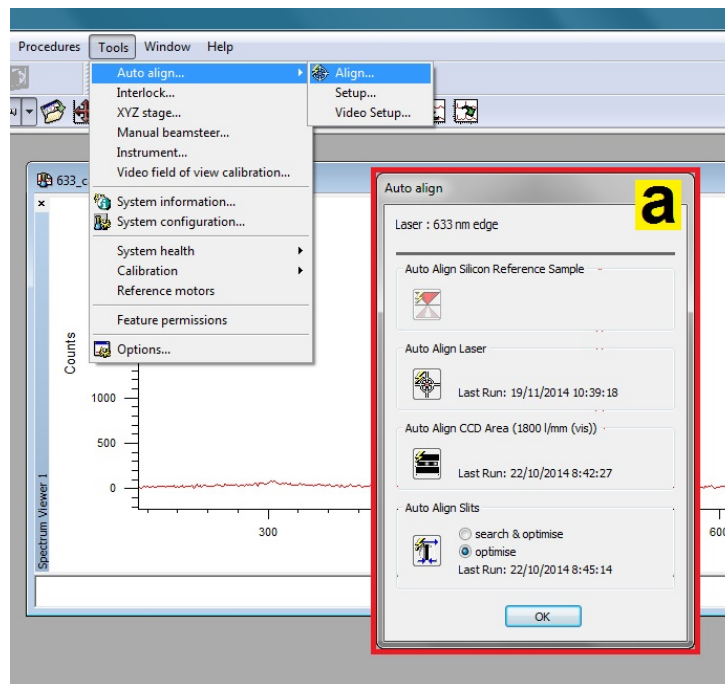 Procedures Tools Window Help
Auto align...
Align...
Interlock...
Setup...
XYZ stage...
Video Setup...
Manual beamsteer...
Instrument...
Video field of view calibration...
System information...
System configuration...
System health
Calibration
Reference motors
Feature permissions
Options...
633_c
Counts
1000
500
0
300
600
Spectrum Viewer 1
Auto align
a
Laser : 633 nm edge
Auto Align Silicon Reference Sample
Auto Align Laser
Last Run: 19/11/2014 10:39:18
Auto Align CCD Area (1800 l/mm (vis))
Last Run: 22/10/2014 8:42:27
Auto Align Slits
search & optimise
optimise
Last Run: 22/10/2014 8:45:14
OK